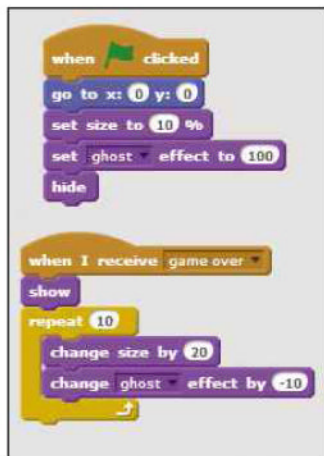 when clicked
go to x: 0 y: 0
set size to 10 %
set ghost effect to 100
hide
when I receive game over
show
repeat 10
change size by 20
change ghost effect by -10